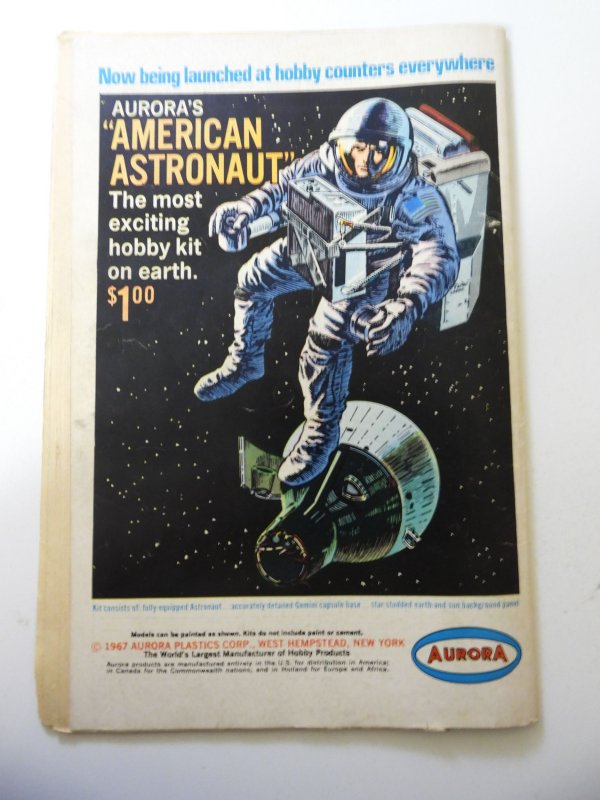 Now being launched at hobby counters everywhere
AURORA'S
"AMERICAN
ASTRONAUT"
The most
exciting
hobby kit
on earth.
$1.00
Kit consists of: fully equipped Astronaut... accurately detailed Gemini capsule base... star studded earth and sun background panel
Models can be painted as shown. Kits do not include paint or cement.
© 1967 AURORA PLASTICS CORP., WEST HEMPSTEAD, NEW YORK
The World's Largest Manufacturer of Hobby Products
Aurora products are manufactured entirely in the U.S. for distribution in America;
in Canada for the Commonwealth nations, and in Holland for Europe and Africa.
AURORA